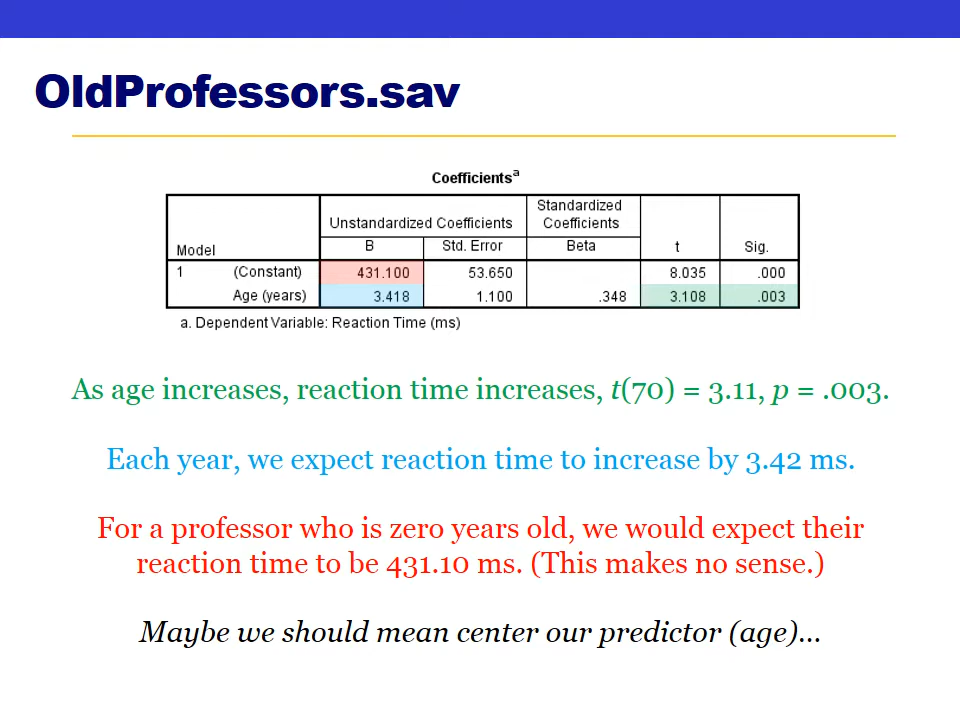 OldProfessors.sav
Coefficientsa
Model Unstandardized Coefficients Standardized Coefficients t Sig.
B Std. Error Beta
1 (Constant) 431.100 53.650 8.035 .000
Age (years) 3.418 1.100 .348 3.108 .003
a. Dependent Variable: Reaction Time (ms)
As age increases, reaction time increases, t(70) = 3.11, p = .003.
Each year, we expect reaction time to increase by 3.42 ms.
For a professor who is zero years old, we would expect their
reaction time to be 431.10 ms. (This makes no sense.)
Maybe we should mean center our predictor (age)...